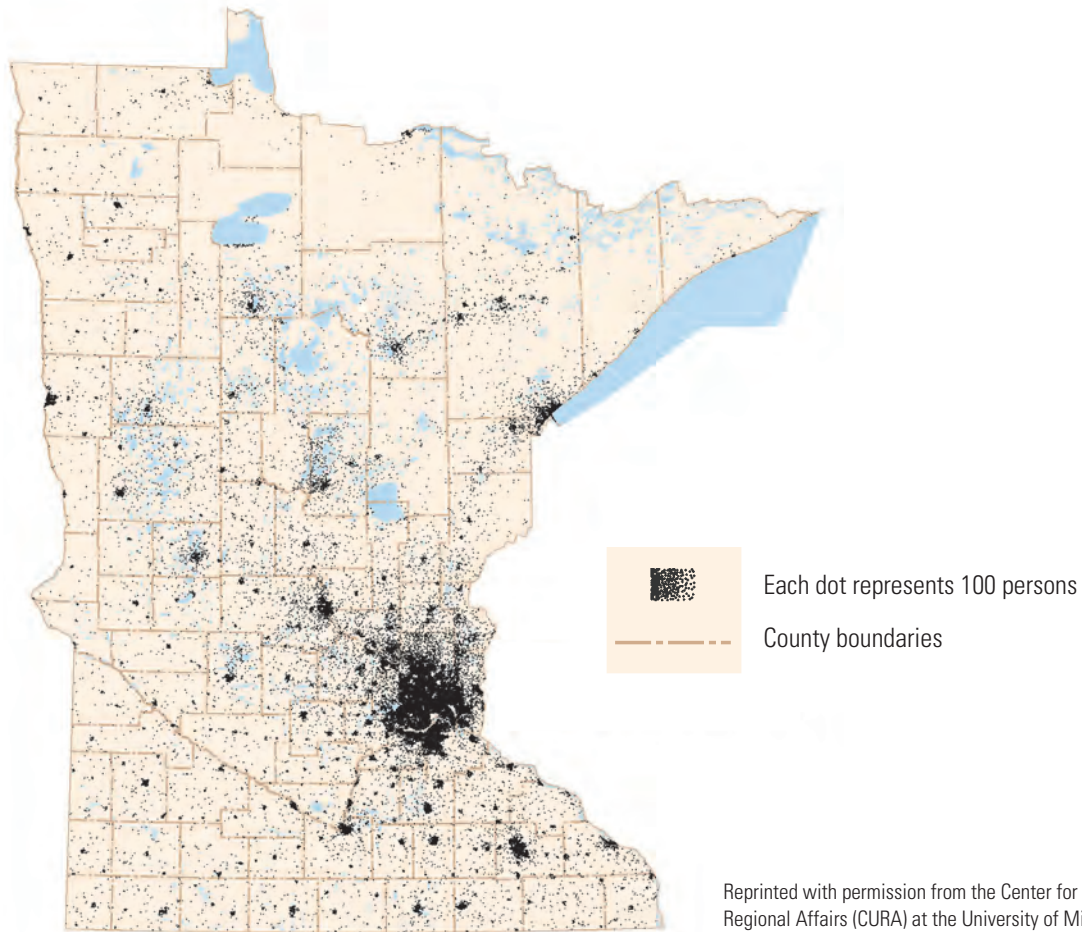 Each dot represents 100 persons
County boundaries
Reprinted with permission from the Center for
Regional Affairs (CURA) at the University of Mi